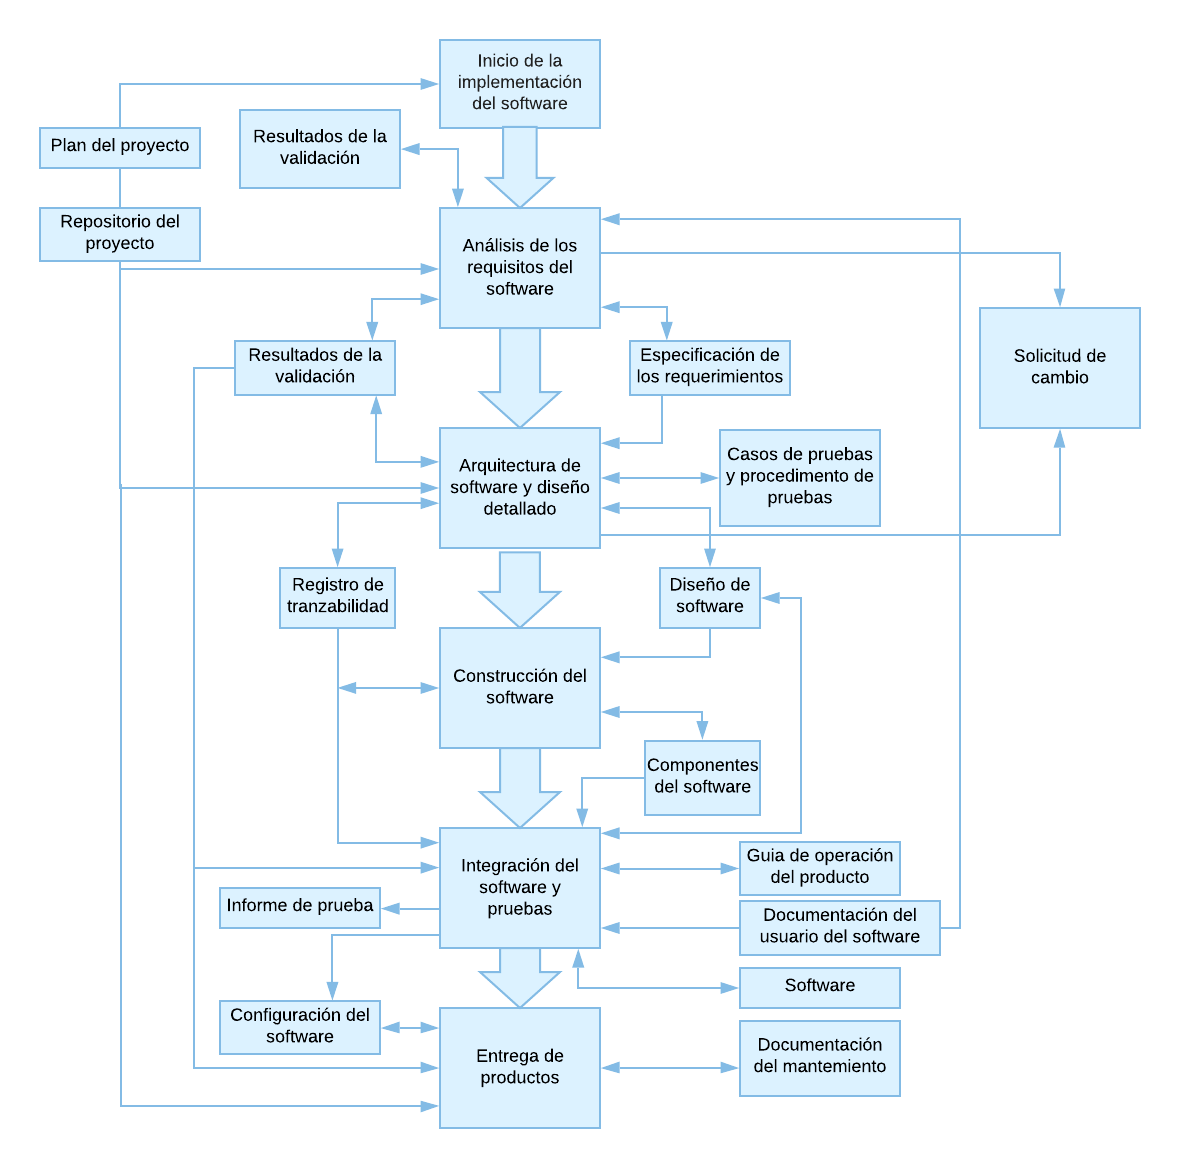 Inicio de la
implementación
del software
Plan del proyecto
Resultados de la
validación
Repositorio del
proyecto
Análisis de los
requisitos del
software
Resultados de la
validación
Especificación de
los requerimientos
Solicitud de
cambio
Arquitectura de
software y diseño
detallado
Casos de pruebas
y procedimento de
pruebas
Registro de
tranzabilidad
Diseño de
software
Construcción del
software
Componentes
del software
Integración del
software y
pruebas
Guia de operación
del producto
Informe de prueba
Documentación del
usuario del software
Software
Configuración del
software
Entrega de
productos
Documentación
del mantemiento